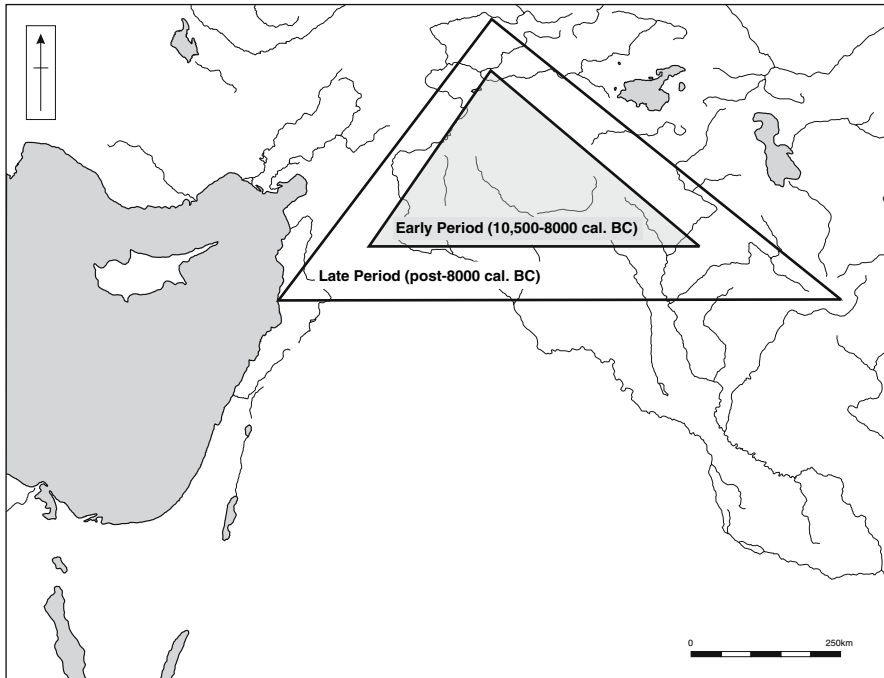 Early Period (10,500-8000 cal. BC)
Late Period (post-8000 cal. BC)
0 250km